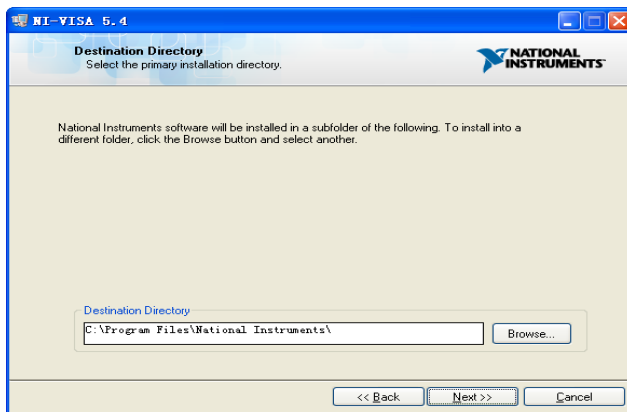 NI-VISA 5.4
Destination Directory
Select the primary installation directory.
NATIONAL
INSTRUMENTS™
National Instruments software will be installed in a subfolder of the following. To install into a
different folder, click the Browse button and select another.
Destination Directory
C:\Program Files\National Instruments\
Browse...
<< Back
Next >>
Cancel